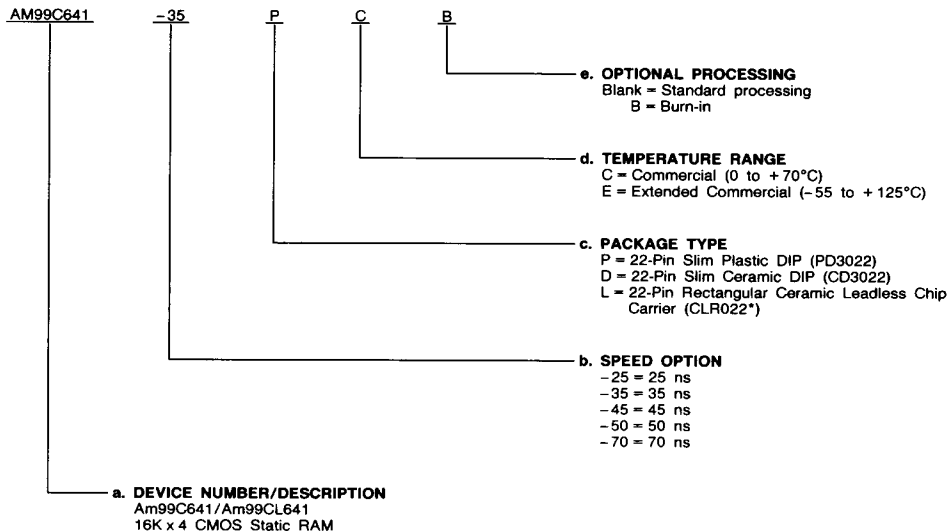 AM99C641 -35 P C B
e. OPTIONAL PROCESSING
Blank = Standard processing
B = Burn-in
d. TEMPERATURE RANGE
C = Commercial (0 to +70°C)
E = Extended Commercial (-55 to +125°C)
c. PACKAGE TYPE
P = 22-Pin Slim Plastic DIP (PD3022)
D = 22-Pin Slim Ceramic DIP (CD3022)
L = 22-Pin Rectangular Ceramic Leadless Chip
Carrier (CLR022*)
b. SPEED OPTION
-25 = 25 ns
-35 = 35 ns
-45 = 45 ns
-50 = 50 ns
-70 = 70 ns
a. DEVICE NUMBER/DESCRIPTION
Am99C641/Am99CL641
16K x 4 CMOS Static RAM